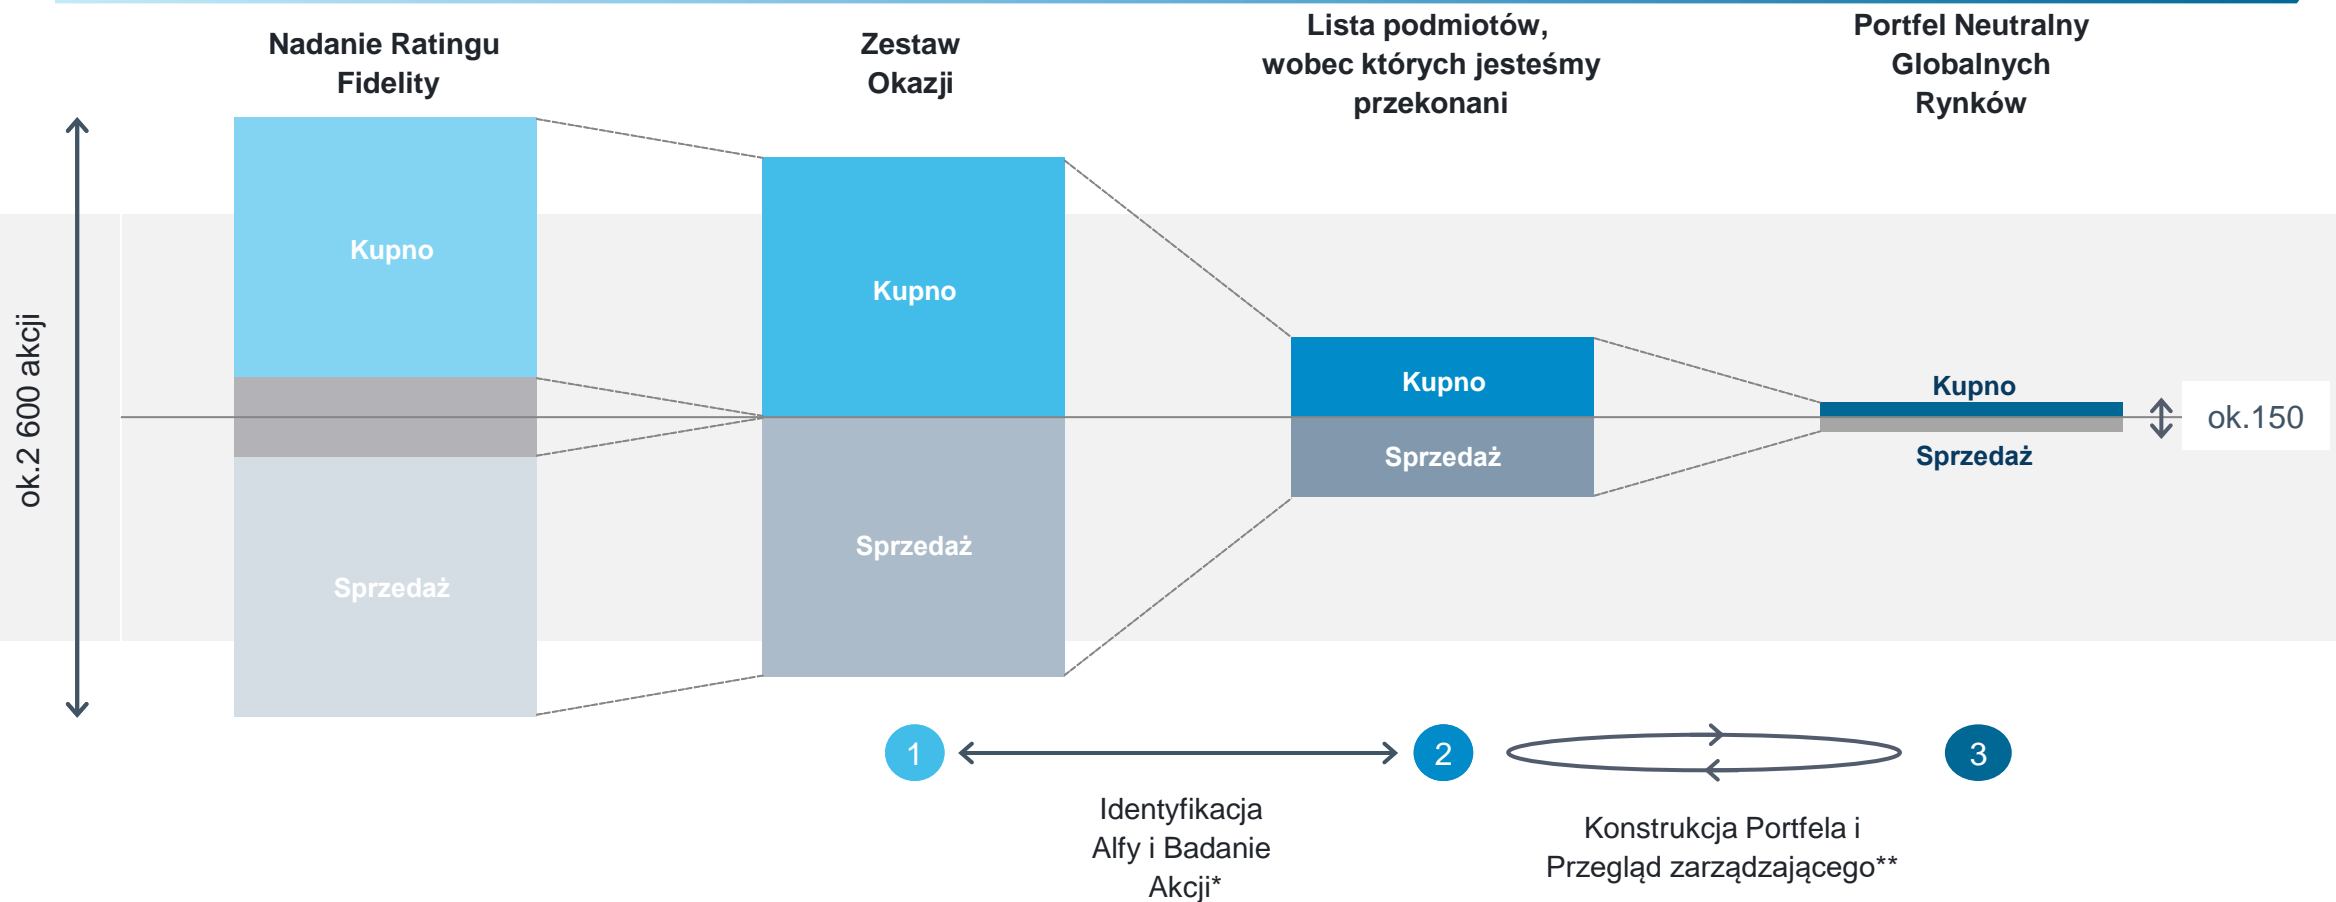 Nadanie Ratingu
Fidelity
Zestaw
Okazji
Lista podmiotów,
wobec których jesteśmy
przekonani
Portfel Neutralny
Globalnych
Rynków
ok.2 600 akcji
Kupno
Sprzedaż
Kupno
Sprzedaż
Kupno
Sprzedaż
Kupno
Sprzedaż
ok.150
1
2
3
Identyfikacja
Alfy i Badanie
Akcji*
Konstrukcja Portfela i
Przegląd zarządzającego**